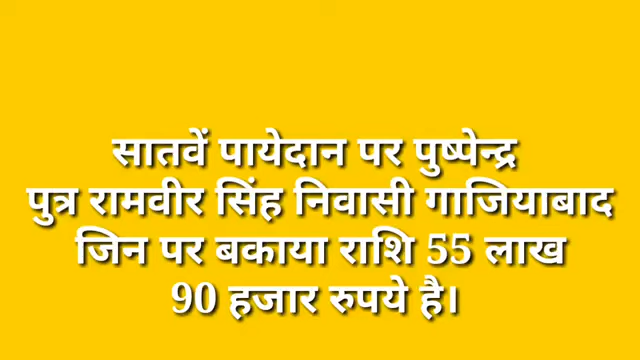 सातवें पायेदान पर पुष्पेन्द्र
पुत्र रामवीर सिंह निवासी गाजियाबाद
जिन पर बकाया राशि 55 लाख
90 हजार रुपये है।